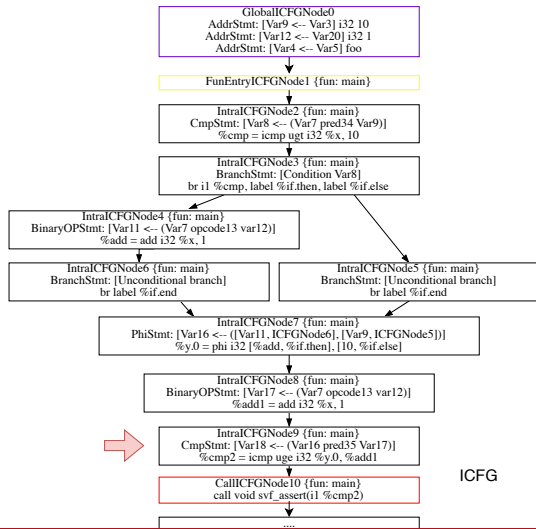 GlobalICFGNode0
AddrStmt: [Var9 <-- Var3] i32 10
AddrStmt: [Var12 <-- Var20] i32 1
AddrStmt: [Var4 <-- Var5] foo
FunEntryICFGNode1 {fun: main}
IntraICFGNode2 {fun: main}
CmpStmt: [Var8 <-- (Var7 pred34 Var9)]
%cmp = icmp ugt i32 %x, 10
IntraICFGNode3 {fun: main}
BranchStmt: [Condition Var8]
br i1 %cmp, label %if.then, label %if.else
IntraICFGNode4 {fun: main}
BinaryOPStmt: [Var11 <-- (Var7 opcode13 var12)]
%add = add i32 %x, 1
IntraICFGNode6 {fun: main}
BranchStmt: [Unconditional branch]
br label %if.end
IntraICFGNode5 {fun: main}
BranchStmt: [Unconditional branch]
br label %if.end
IntraICFGNode7 {fun: main}
PhiStmt: [Var16 <-- ([Var11, ICFGNode6], [Var9, ICFGNode5])]
%y.0 = phi i32 [%add, %if.then], [10, %if.else]
IntraICFGNode8 {fun: main}
BinaryOPStmt: [Var17 <-- (Var7 opcode13 var12)]
%add1 = add i32 %x, 1
IntraICFGNode9 {fun: main}
CmpStmt: [Var18 <-- (Var16 pred35 Var17)]
%cmp2 = icmp uge i32 %y.0, %add1
ICFG
CallICFGNode10 {fun: main}
call void svf_assert(i1 %cmp2)
....